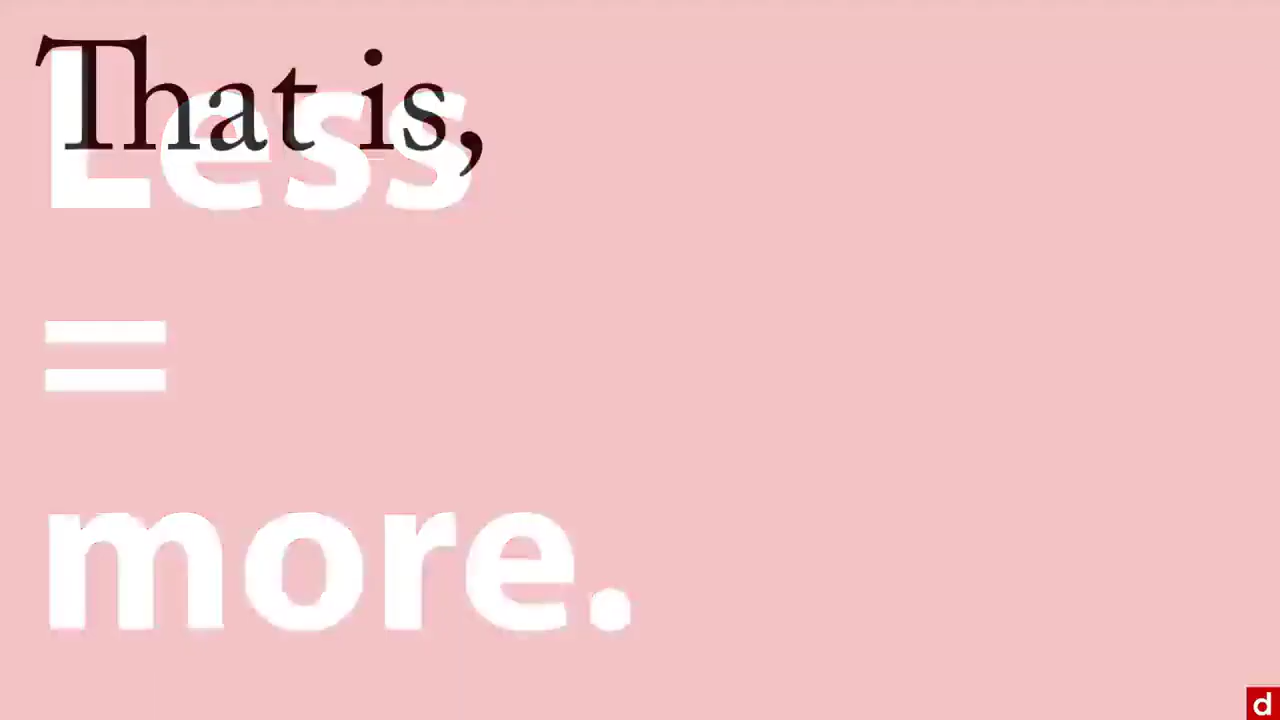 That is,
Less
=
more.
d